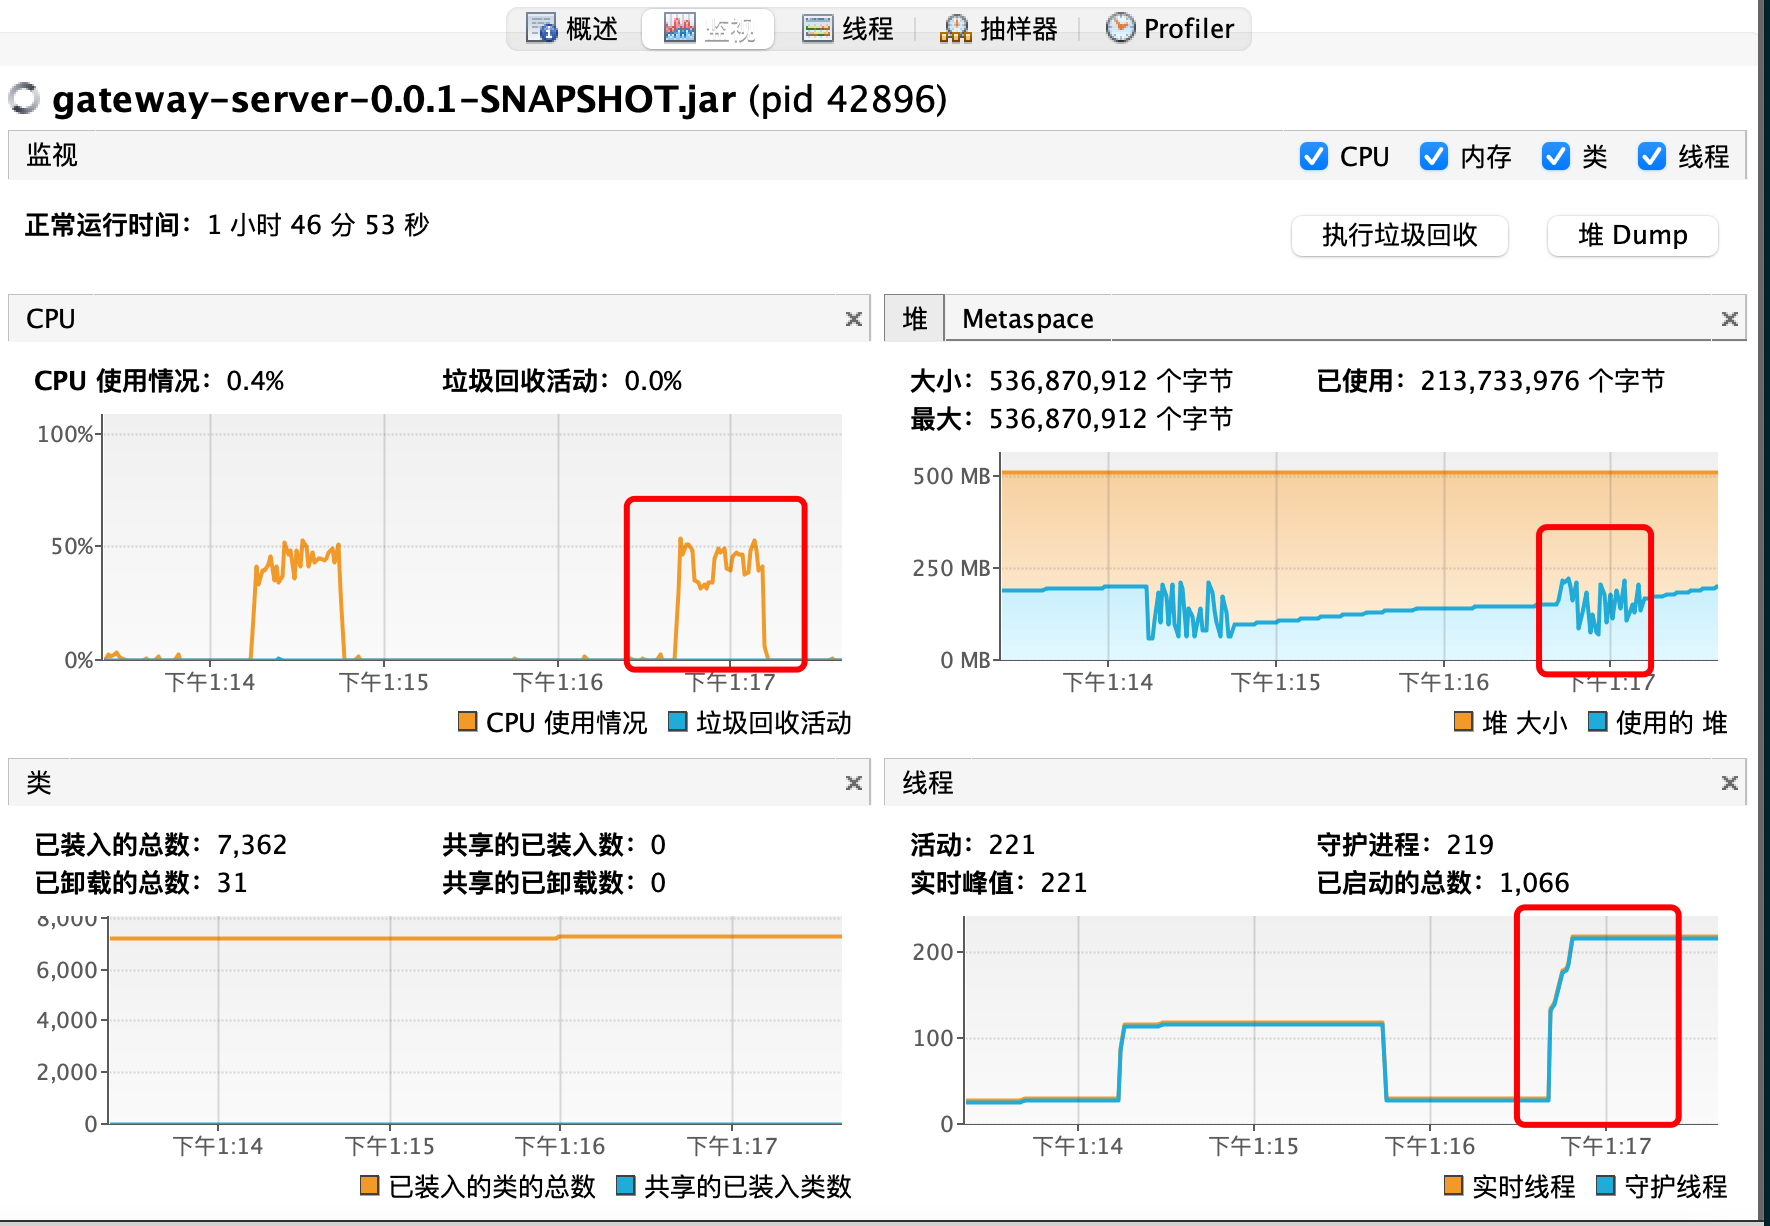 概述 监视 线程 抽样器 Profiler
gateway-server-0.0.1-SNAPSHOT.jar (pid 42896)
监视 CPU 内存 类 线程
正常运行时间: 1 小时 46 分 53 秒
执行垃圾回收 堆 Dump
CPU
CPU 使用情况: 0.4% 垃圾回收活动: 0.0%
100%
50%
0%
下午1:14 下午1:15 下午1:16 下午1:17
CPU 使用情况 垃圾回收活动
堆 Metaspace
大小: 536,870,912 个字节 已使用: 213,733,976 个字节
最大: 536,870,912 个字节
500 MB
250 MB
0 MB
下午1:14 下午1:15 下午1:16 下午1:17
堆 大小 使用的 堆
类
已装入的总数: 7,362 共享的已装入数: 0
已卸载的总数: 31 共享的已卸载数: 0
8,000
6,000
4,000
2,000
0
下午1:14 下午1:15 下午1:16 下午1:17
已装入的类的总数 共享的已装入类数
线程
活动: 221 守护进程: 219
实时峰值: 221 已启动的总数: 1,066
200
100
0
下午1:14 下午1:15 下午1:16 下午1:17
实时线程 守护线程